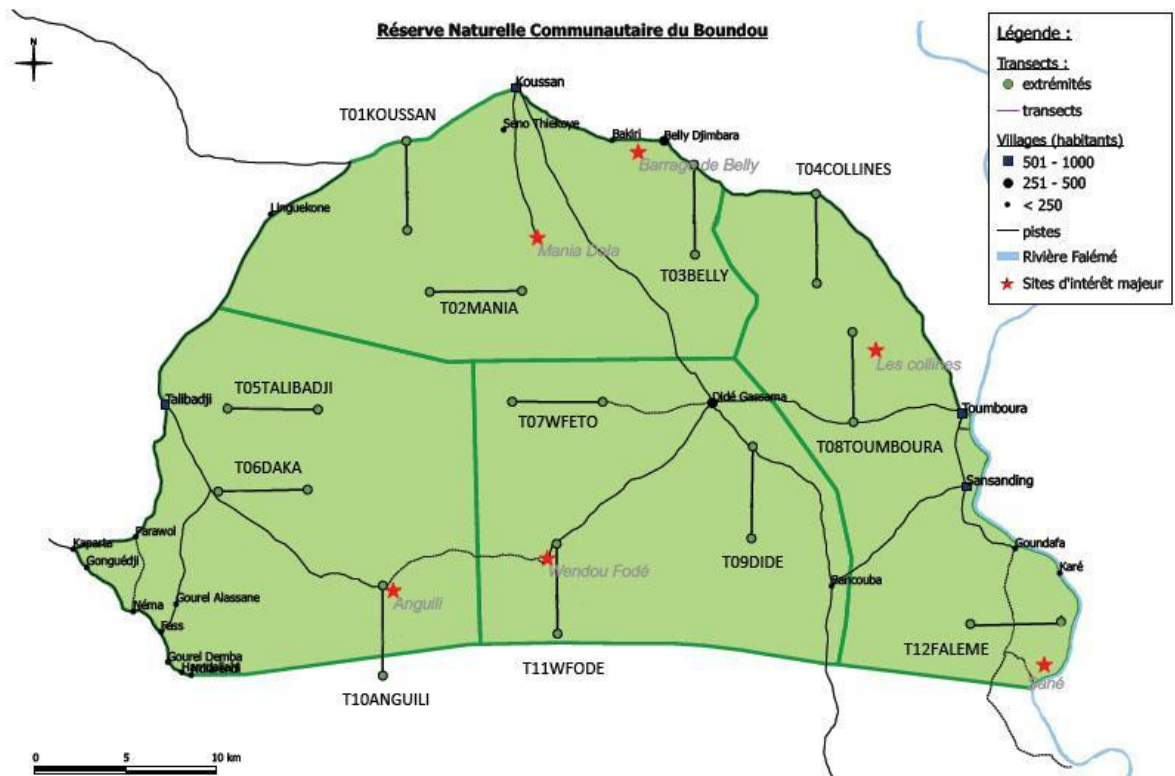 Réserve Naturelle Communautaire du Boundou
N
Légende :
Transects :
extrémités
transects
Villages (habitants)
501 - 1000
251 - 500
< 250
pistes
Rivière Falémé
Sites d'intérêt majeur
Koussan
T01KOUSSAN
Seno Thiekoye
Bakiri
Belly Djimbara
Barrage de Belly
T04COLLINES
Linguekone
Mania Dala
T03BELLY
T02MANIA
Les collines
T05TALIBADJI
Talibadji
Didé Gassama
Toumboura
T07WFETO
T08TOUMBOURA
T06DAKA
Sansanding
Parawol
Kaparta
Gonguédji
Goundafa
Wendou Fodé
T09DIDE
Karé
Bencouba
Anguili
Gourel Alassane
Néma
Fess
T12FALEME
Gourel Demba
Sané
T11WFODE
T10ANGUILI
0 5 10 km